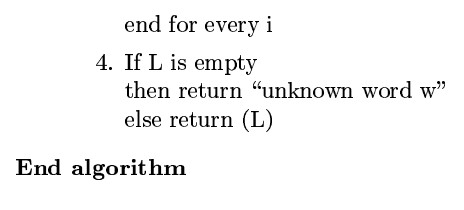 end for every i
4. If L is empty
then return “unknown word w”
else return (L)
End algorithm